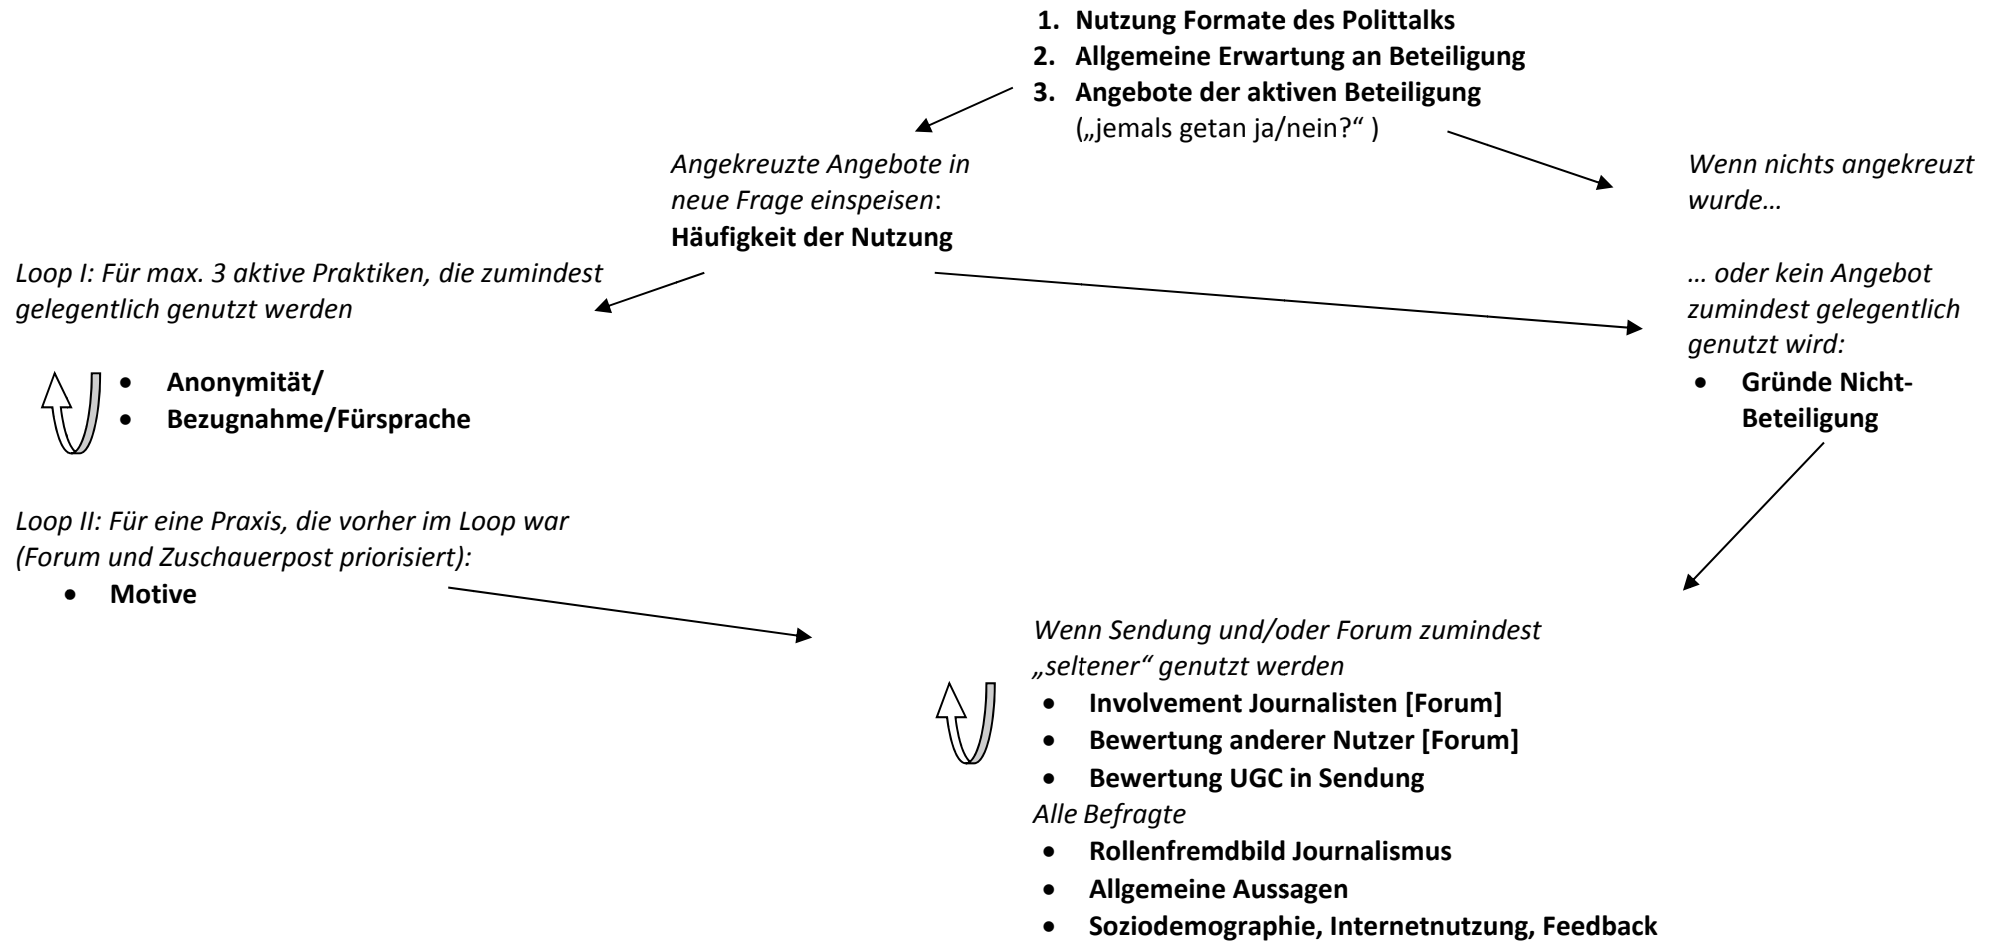 1. Nutzung Formate des Polittalks
2. Allgemeine Erwartung an Beteiligung
3. Angebote der aktiven Beteiligung
(„jemals getan ja/nein?“ )
Angekreuzte Angebote in
neue Frage einspeisen:
Häufigkeit der Nutzung
Wenn nichts angekreuzt
wurde…
… oder kein Angebot
zumindest gelegentlich
genutzt wird:
• Gründe Nicht-
Beteiligung
Loop I: Für max. 3 aktive Praktiken, die zumindest
gelegentlich genutzt werden
• Anonymität/
• Bezugnahme/Fürsprache
Loop II: Für eine Praxis, die vorher im Loop war
(Forum und Zuschauerpost priorisiert):
• Motive
Wenn Sendung und/oder Forum zumindest
„seltener“ genutzt werden
• Involvement Journalisten [Forum]
• Bewertung anderer Nutzer [Forum]
• Bewertung UGC in Sendung
Alle Befragte
• Rollenfremdbild Journalismus
• Allgemeine Aussagen
• Soziodemographie, Internetnutzung, Feedback